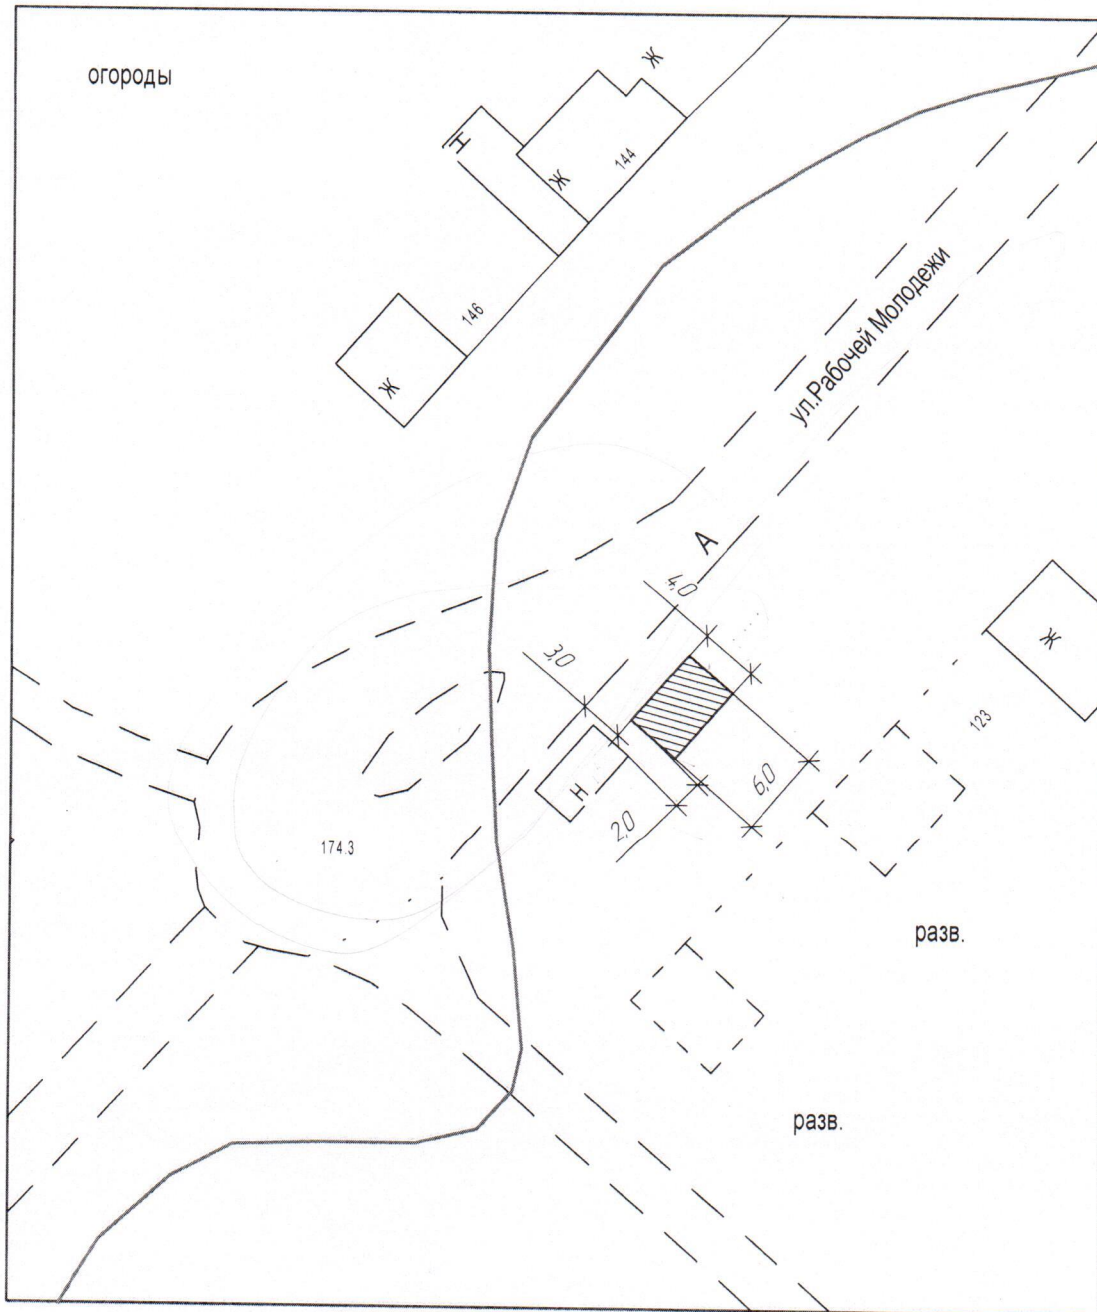 огороды
Ж
Н
Ж
144
146
Ж
ул.Рабочей Молодежи
А
4,0
3,0
Ж
123
Н
6,0
2,0
174.3
разв.
разв.